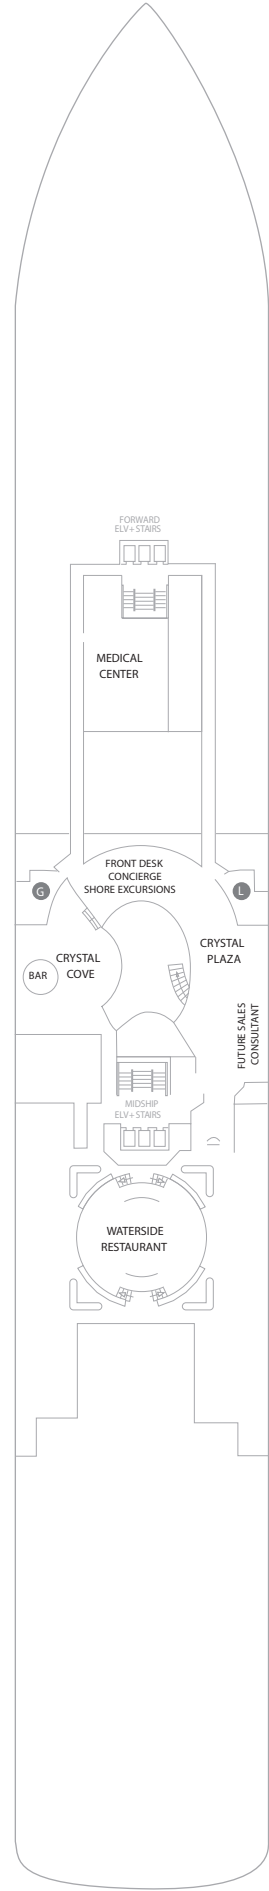 FORWARD
ELV+STAIRS
MEDICAL
CENTER
FRONT DESK
CONCIERGE
SHORE EXCURSIONS
G
L
CRYSTAL
PLAZA
CRYSTAL
COVE
BAR
FUTURE SALES
CONSULTANT
MIDSHIP
ELV+STAIRS
WATERSIDE
RESTAURANT